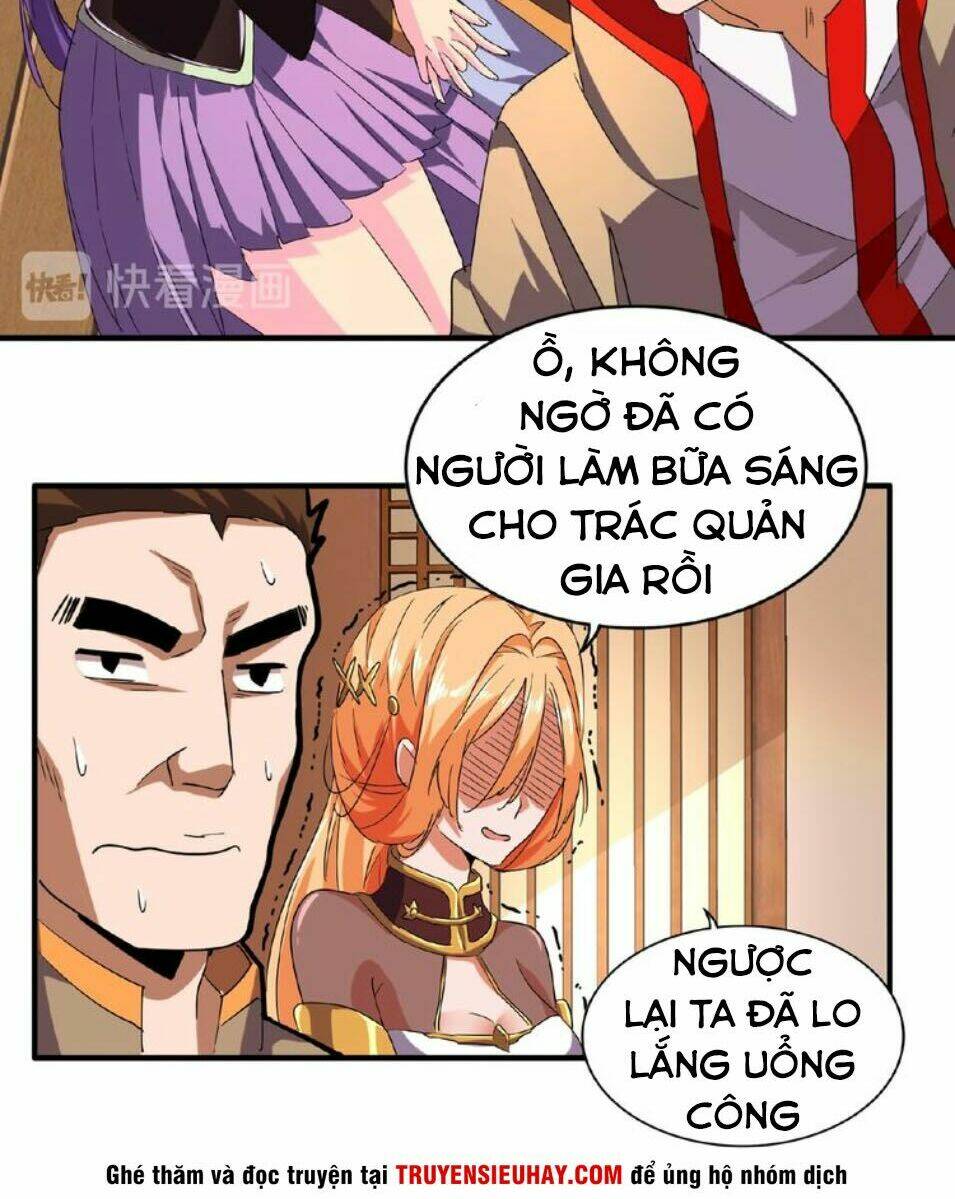 快看! 快看漫画
Ồ, KHÔNG
NGỜ ĐÃ CÓ
NGƯỜI LÀM BỮA SÁNG
CHO TRÁC QUẢN
GIA RỒI
NGƯỢC
LẠI TA ĐÃ LO
LẮNG UỔNG
CÔNG
Ghé thăm và đọc truyện tại TRUYENSIEUHAY.COM để ủng hộ nhóm dịch